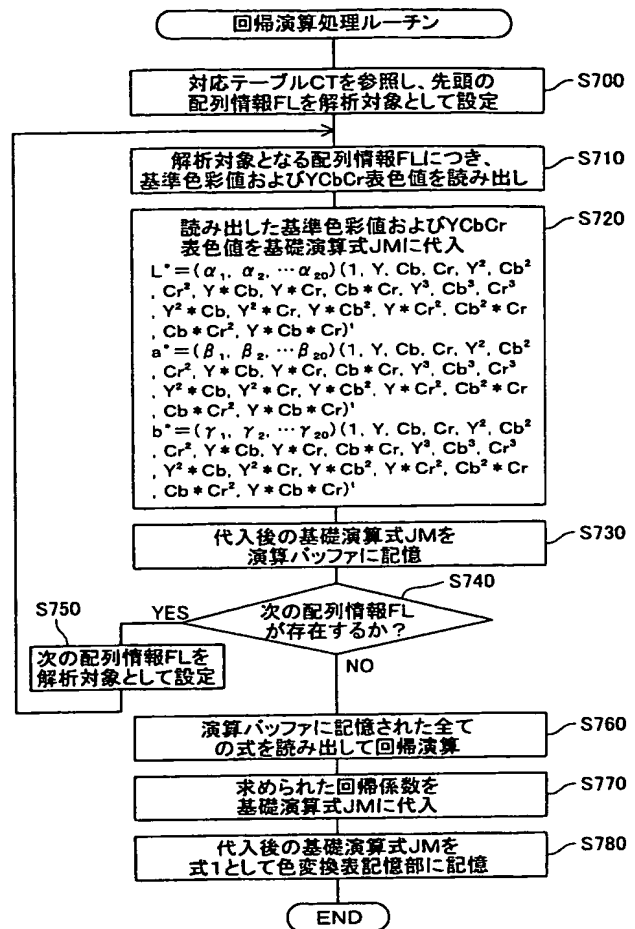 回帰演算処理ルーチン
対応テーブルCTを参照し、先頭の
配列情報FLを解析対象として設定
S700
解析対象となる配列情報FLにつき、
基準色彩値およびYCbCr表色値を読み出し
S710
読み出した基準色彩値およびYCbCr
表色値を基礎演算式JMに代入
S720
L*=(α₁, α₂, …α₂₀)(1, Y, Cb, Cr, Y², Cb²
, Cr², Y*Cb, Y*Cr, Cb*Cr, Y³, Cb³, Cr³
, Y²*Cb, Y²*Cr, Y*Cb², Y*Cr², Cb²*Cr
, Cb*Cr², Y*Cb*Cr)ᵗ
a*=(β₁, β₂, …β₂₀)(1, Y, Cb, Cr, Y², Cb²
, Cr², Y*Cb, Y*Cr, Cb*Cr, Y³, Cb³, Cr³
, Y²*Cb, Y²*Cr, Y*Cb², Y*Cr², Cb²*Cr
, Cb*Cr², Y*Cb*Cr)ᵗ
b*=(γ₁, γ₂, …γ₂₀)(1, Y, Cb, Cr, Y², Cb²
, Cr², Y*Cb, Y*Cr, Cb*Cr, Y³, Cb³, Cr³
, Y²*Cb, Y²*Cr, Y*Cb², Y*Cr², Cb²*Cr
, Cb*Cr², Y*Cb*Cr)ᵗ
代入後の基礎演算式JMを
演算バッファに記憶
S730
S740
次の配列情報FL
が存在するか?
YES
NO
S750
次の配列情報FLを
解析対象として設定
演算バッファに記憶された全て
の式を読み出して回帰演算
S760
求められた回帰係数を
基礎演算式JMに代入
S770
代入後の基礎演算式JMを
式1として色変換表記憶部に記憶
S780
END